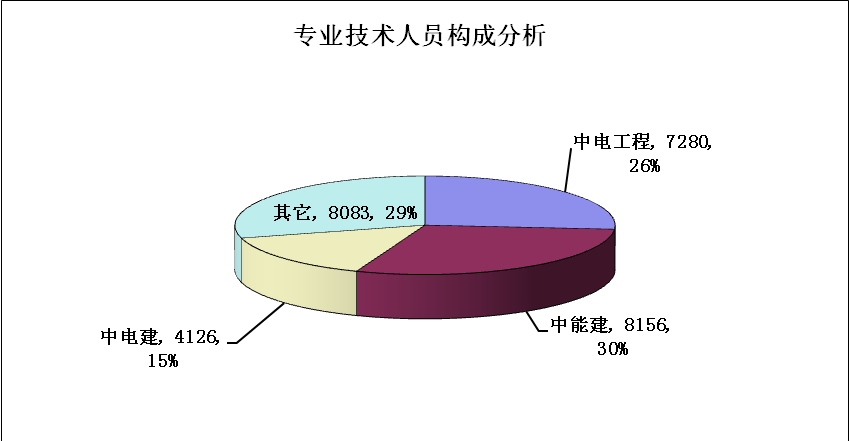 专业技术人员构成分析
中电工程, 7280,
26%
其它, 8083, 29%
中能建, 8156,
30%
中电建, 4126,
15%